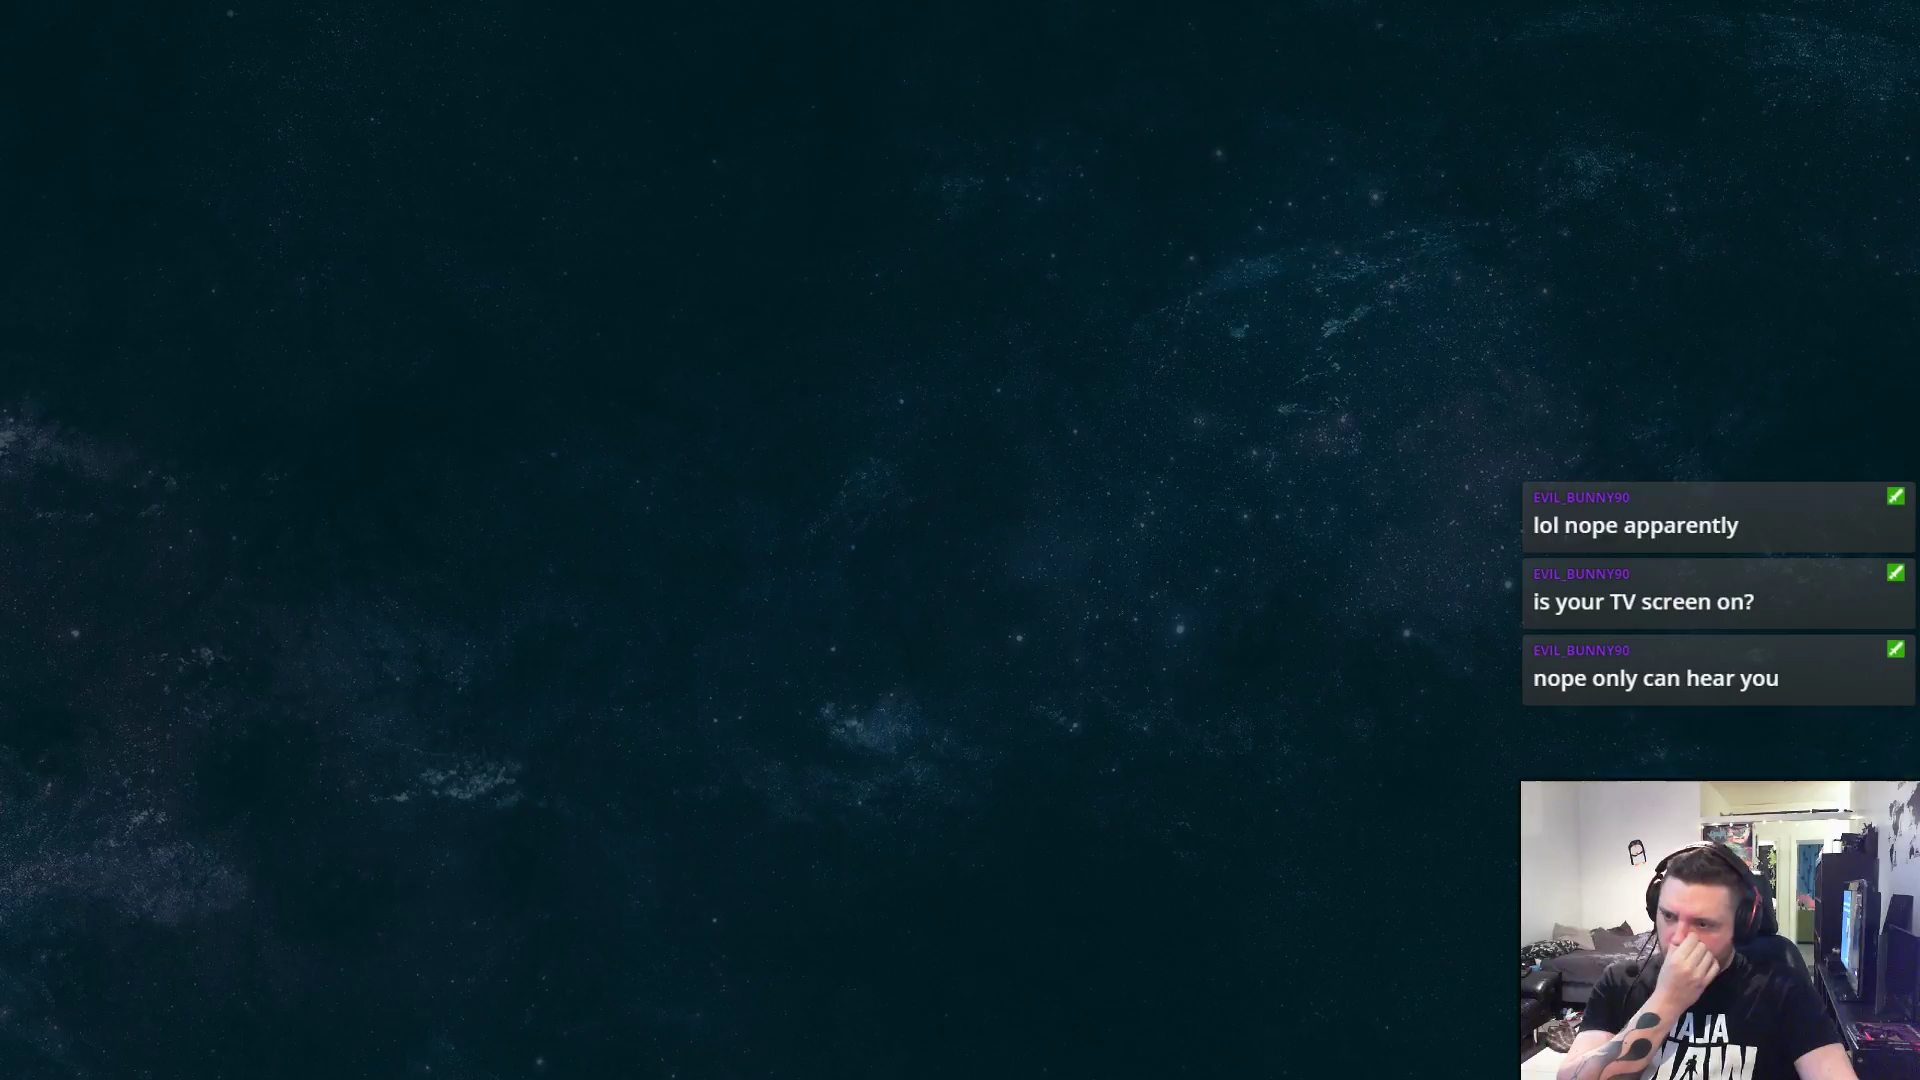 EVIL_BUNNY90
lol nope apparently
EVIL_BUNNY90
is your TV screen on?
EVIL_BUNNY90
nope only can hear you